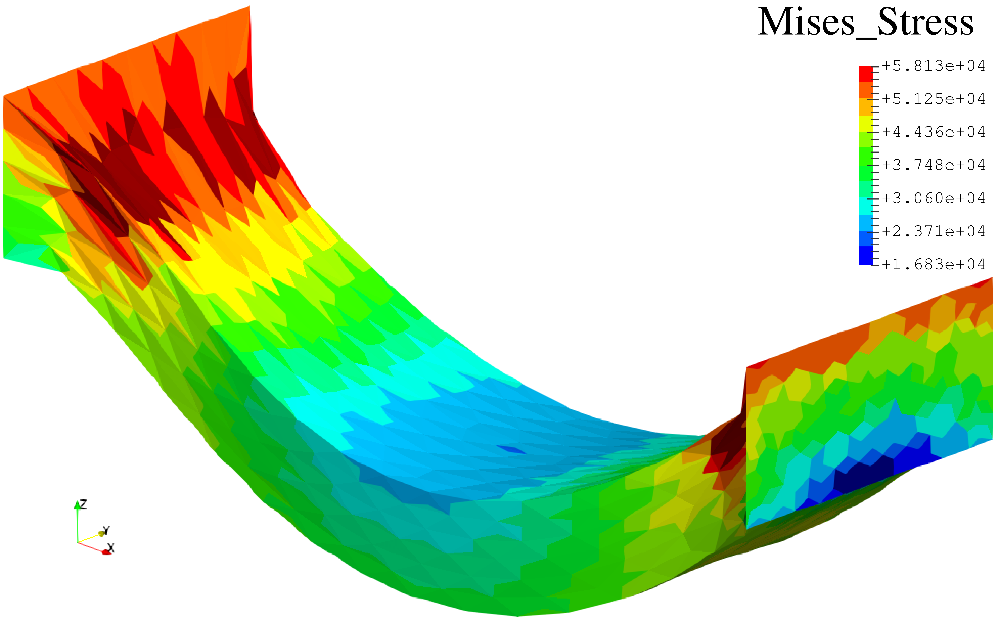 Mises_Stress
+5.813e+04
+5.125e+04
+4.436e+04
+3.748e+04
+3.060e+04
+2.371e+04
+1.683e+04
Z
Y
X